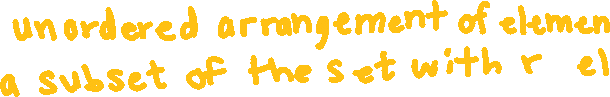 unordered arrangement of elemen
a subset of the set with r el